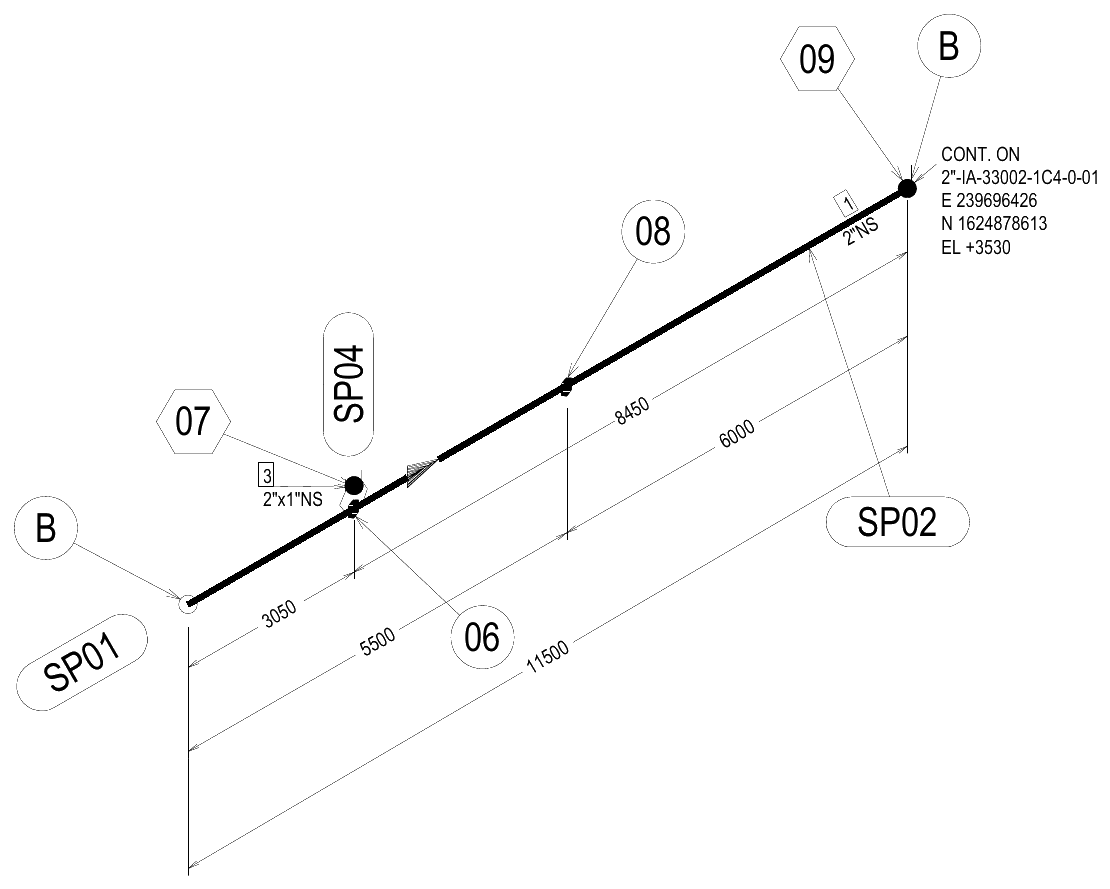 09
B
CONT. ON
2"-IA-33002-1C4-0-01
E 239696426
N 1624878613
EL +3530
1
2"NS
08
SP04
07
3
2"x1"NS
8450
6000
B
SP02
3050
06
5500
SP01
11500